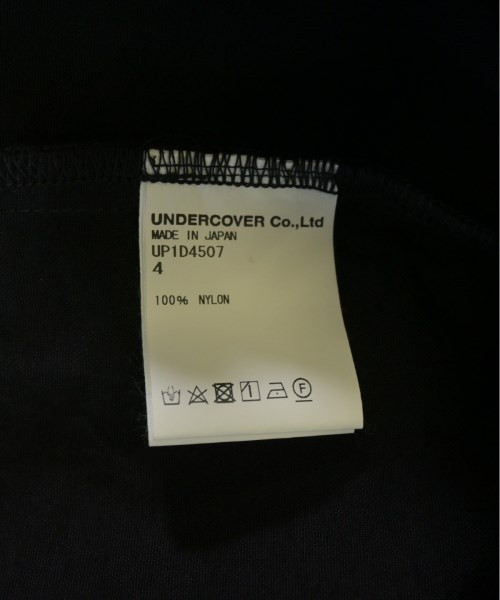 UNDERCOVER Co.,Ltd
MADE IN JAPAN
UP1D4507
4
100% NYLON
F